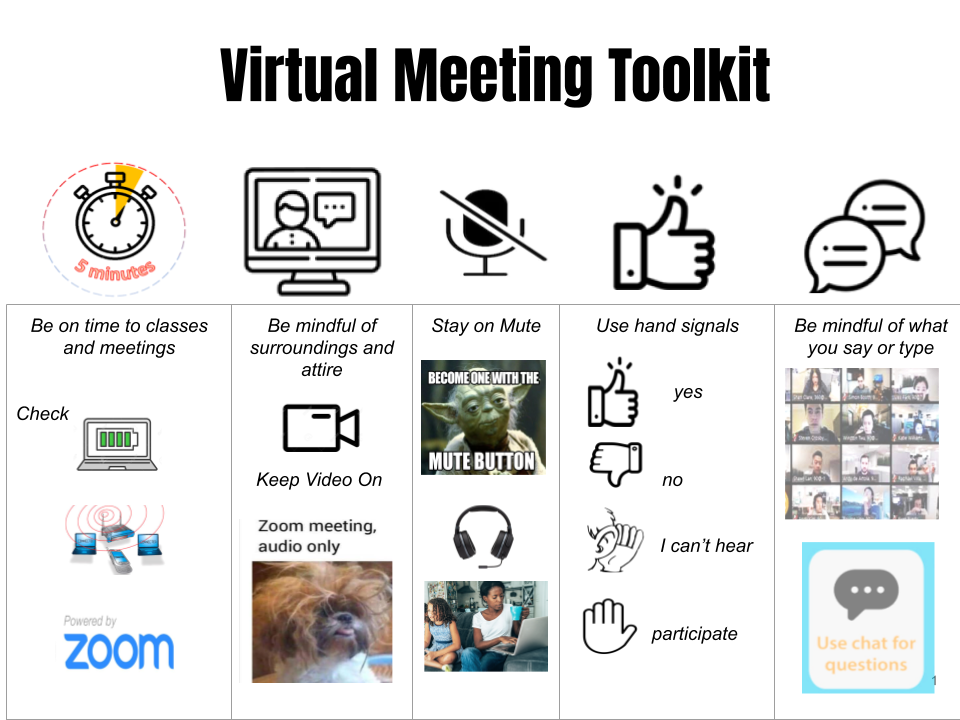 Virtual Meeting Toolkit
5 minutes
Be on time to classes
and meetings
Check
Powered by
zoom
Be mindful of
surroundings and
attire
Keep Video On
Zoom meeting,
audio only
Stay on Mute
BECOME ONE WITH THE
MUTE BUTTON
Use hand signals
yes
no
I can't hear
participate
Be mindful of what
you say or type
Use chat for
questions
1